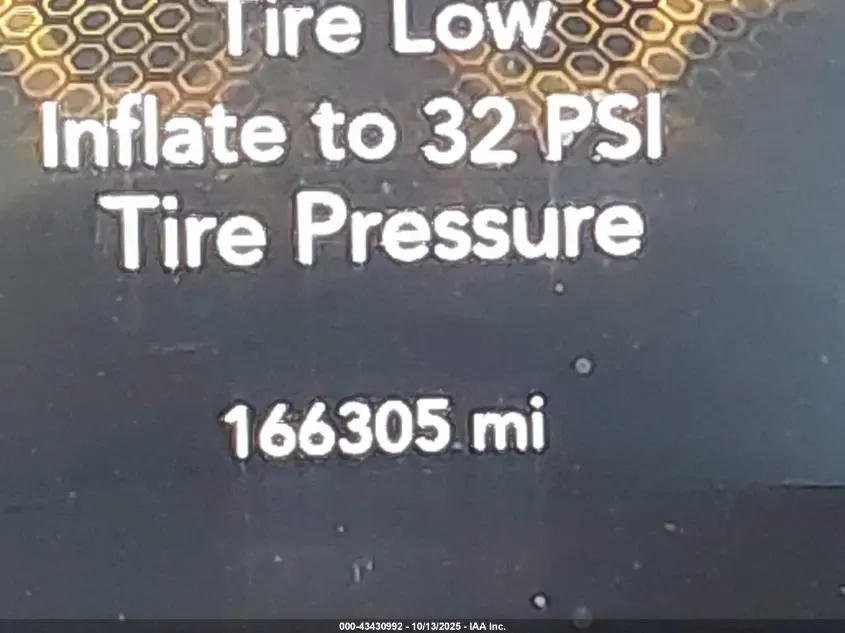 Tire Low
Inflate to 32 PSI
Tire Pressure
166305 mi
000-43430992 - 10/13/2025 - IAA Inc.